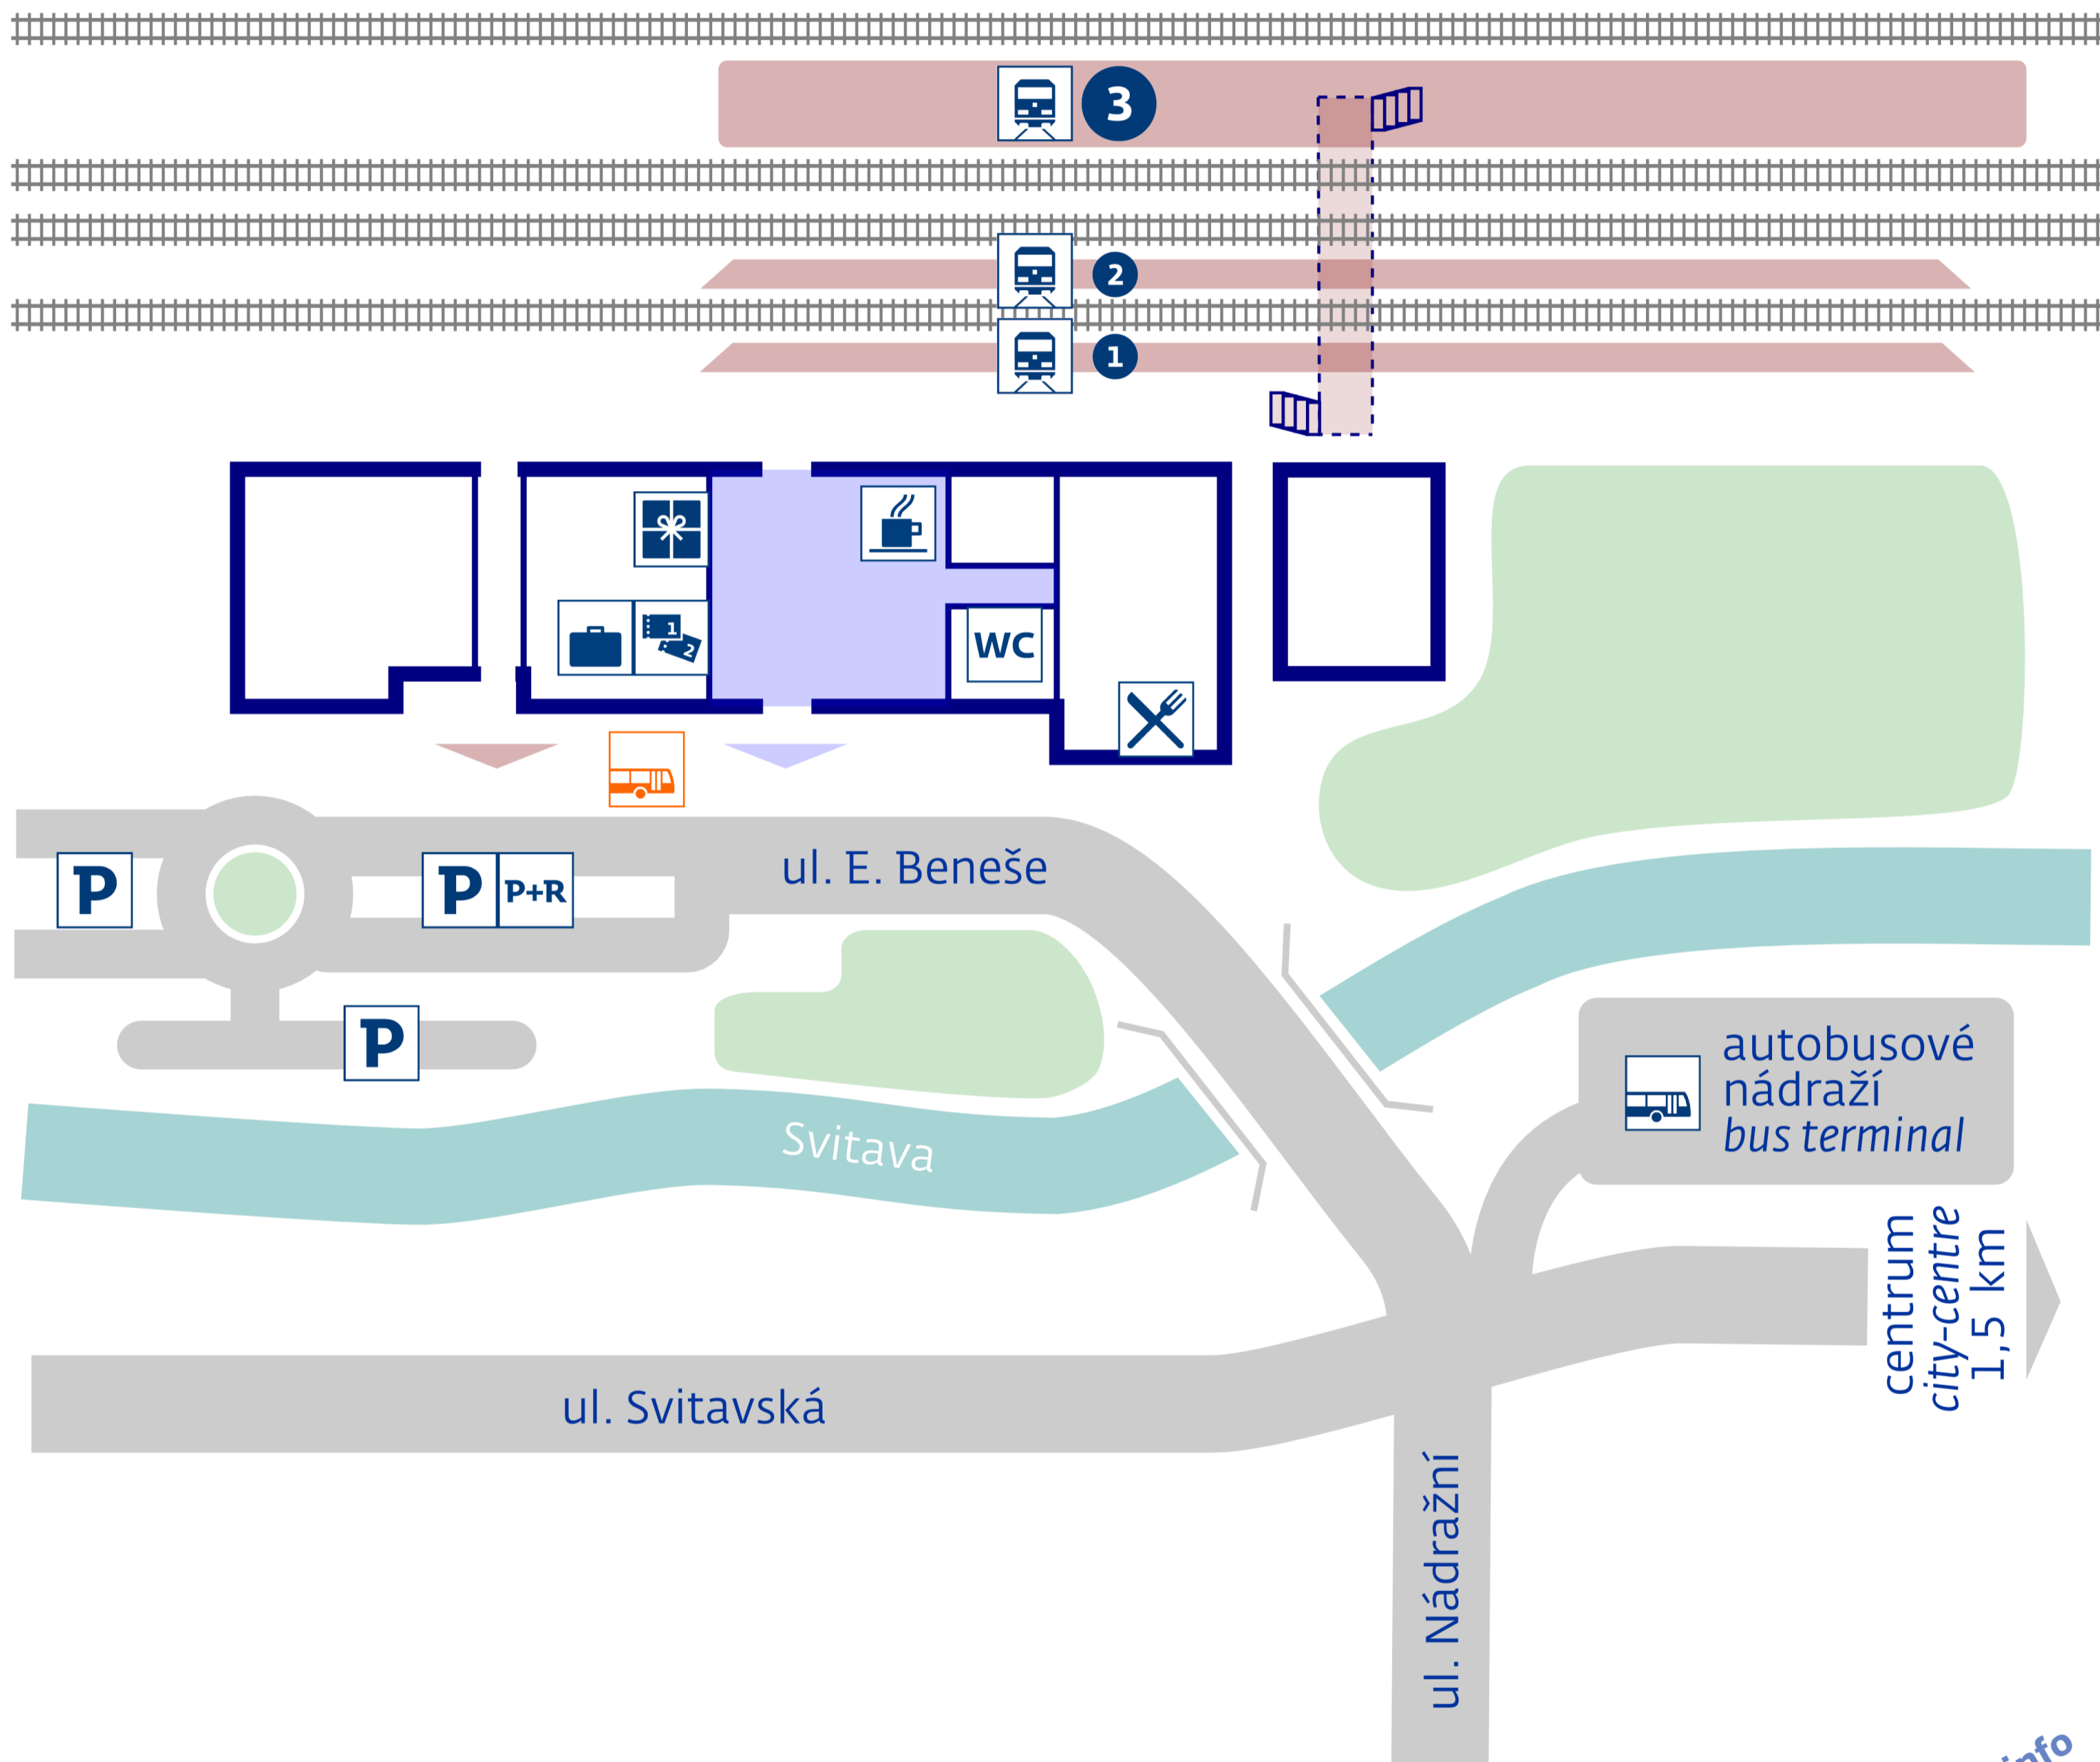 3
2
1
1
2
WC
ul. E. Beneše
P
P
P+R
P
autobusové
nádraží
bus terminal
Svitava
centrum
city-centre
1,5 km
ul. Svitavská
ul. Nádražní